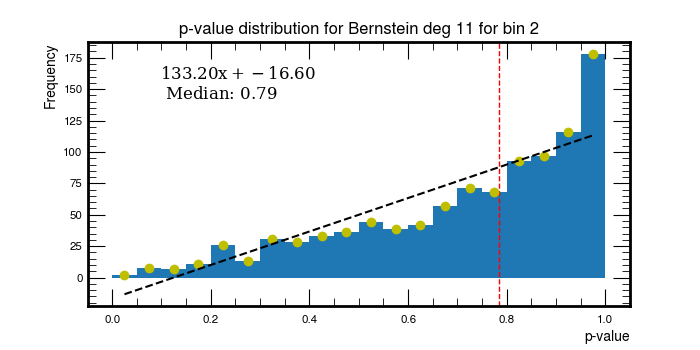 p-value distribution for Bernstein deg 11 for bin 2
Frequency
133.20x + −16.60
Median: 0.79
175
150
125
100
75
50
25
0
0.0 0.2 0.4 0.6 0.8 1.0
p-value